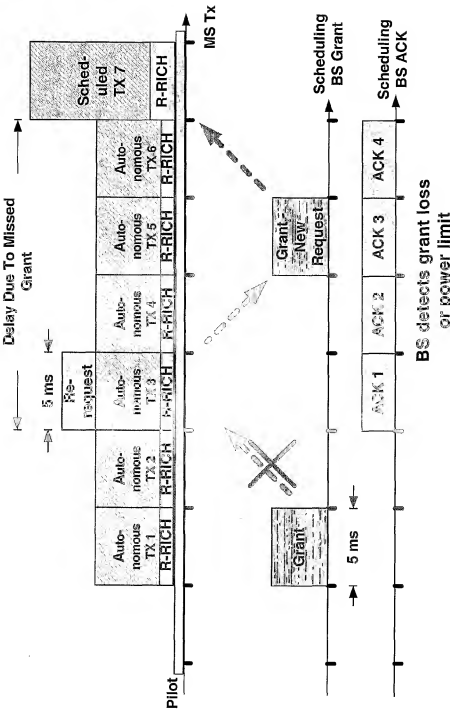 Delay Due To Missed
Grant
5 ms
Re-
request
Auto-
nomous
TX 1
Auto-
nomous
TX 2
Auto-
nomous
TX 3
Auto-
nomous
TX 4
Auto-
nomous
TX 5
Auto-
nomous
TX 6
Sched-
uled
TX 7
R-RICH
R-RICH
R-RICH
R-RICH
R-RICH
R-RICH
R-RICH
Pilot
MS Tx
Grant
5 ms
Grant
New
Request
Scheduling
BS Grant
ACK 1
ACK 2
ACK 3
ACK 4
Scheduling
BS ACK
BS detects grant loss
or power limit